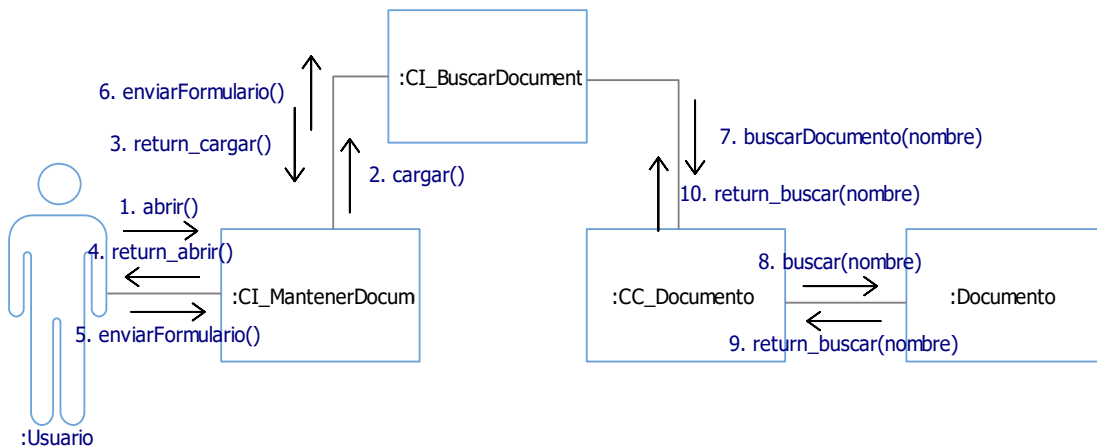 :CI_BuscarDocument
6. enviarFormulario()
3. return_cargar()
7. buscarDocumento(nombre)
2. cargar()
10. return_buscar(nombre)
1. abrir()
4. return_abrir()
8. buscar(nombre)
:CI_MantenerDocum
:CC_Documento
:Documento
5. enviarFormulario()
9. return_buscar(nombre)
:Usuario